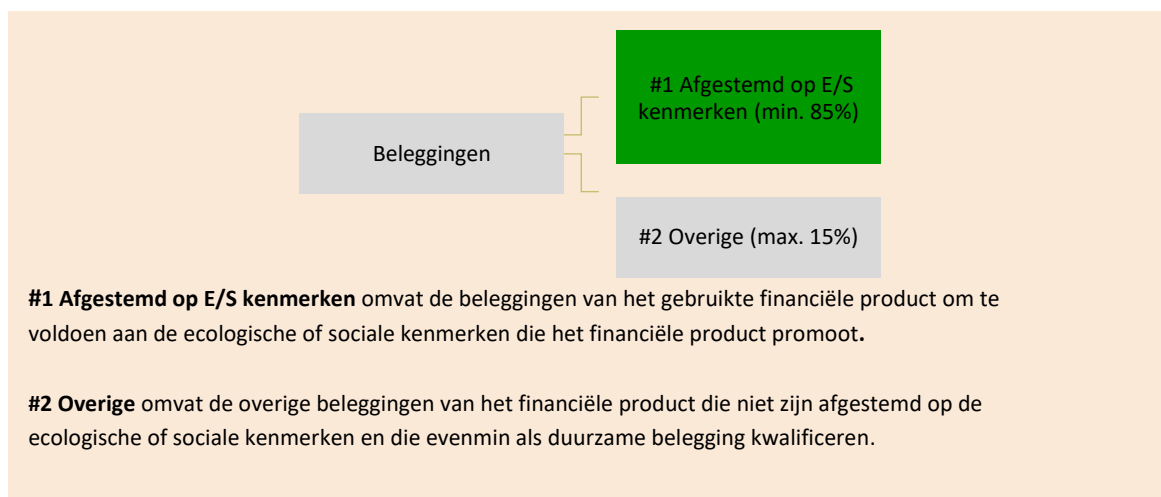 #1 Afgestemd op E/S
kenmerken (min. 85%)
Beleggingen
#2 Overige (max. 15%)
#1 Afgestemd op E/S kenmerken omvat de beleggingen van het gebruikte financiële product om te
voldoen aan de ecologische of sociale kenmerken die het financiële product promoot.
#2 Overige omvat de overige beleggingen van het financiële product die niet zijn afgestemd op de
ecologische of sociale kenmerken en die evenmin als duurzame belegging kwalificeren.